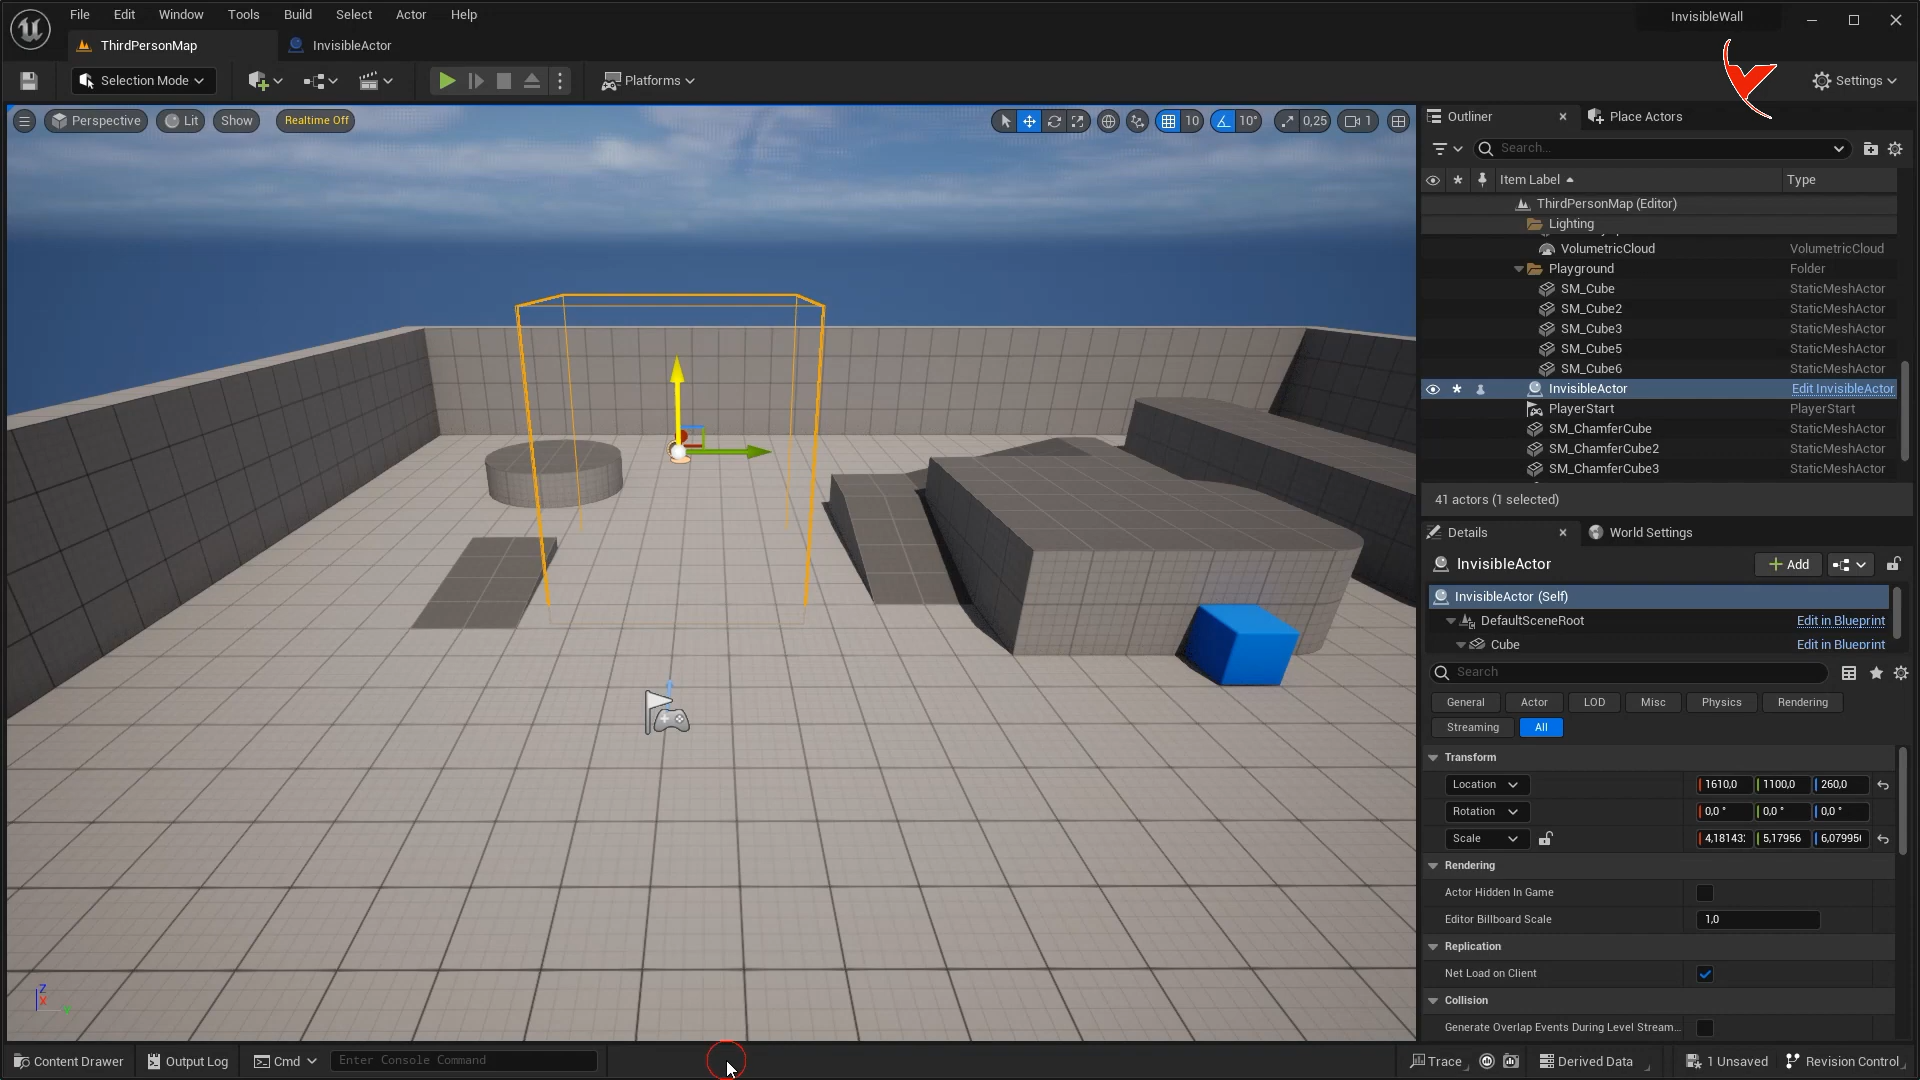 File Edit Window Tools Build Select Actor Help
InvisibleWall
ThirdPersonMap
InvisibleActor
Selection Mode
Platforms
Settings
Perspective Lit Show Realtime Off
10 10° 0,25 1
Outliner
Place Actors
Search...
Item Label Type
ThirdPersonMap (Editor)
Lighting
VolumetricCloud VolumetricCloud
Playground Folder
SM_Cube StaticMeshActor
SM_Cube2 StaticMeshActor
SM_Cube3 StaticMeshActor
SM_Cube5 StaticMeshActor
SM_Cube6 StaticMeshActor
InvisibleActor Edit InvisibleActor
PlayerStart PlayerStart
SM_ChamferCube StaticMeshActor
SM_ChamferCube2 StaticMeshActor
SM_ChamferCube3 StaticMeshActor
41 actors (1 selected)
Details
World Settings
InvisibleActor
Add
InvisibleActor (Self)
DefaultSceneRoot Edit in Blueprint
Cube Edit in Blueprint
Search
General Actor LOD Misc Physics Rendering
Streaming All
Transform
Location 1610,0 1100,0 260,0
Rotation 0,0 ° 0,0 ° 0,0 °
Scale 4,18143 5,17956 6,07995
Rendering
Actor Hidden In Game
Editor Billboard Scale 1,0
Replication
Net Load on Client
Collision
Generate Overlap Events During Level Stream...
Z
X
Content Drawer Output Log Cmd Enter Console Command
Trace Derived Data 1 Unsaved Revision Control